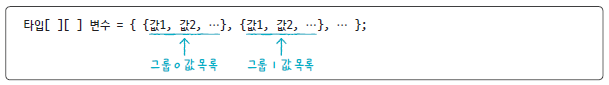 타입[ ][ ] 변수 = { {값1, 값2, …}, {값1, 값2, …}, … };
그룹 0 값 목록 그룹 1 값 목록